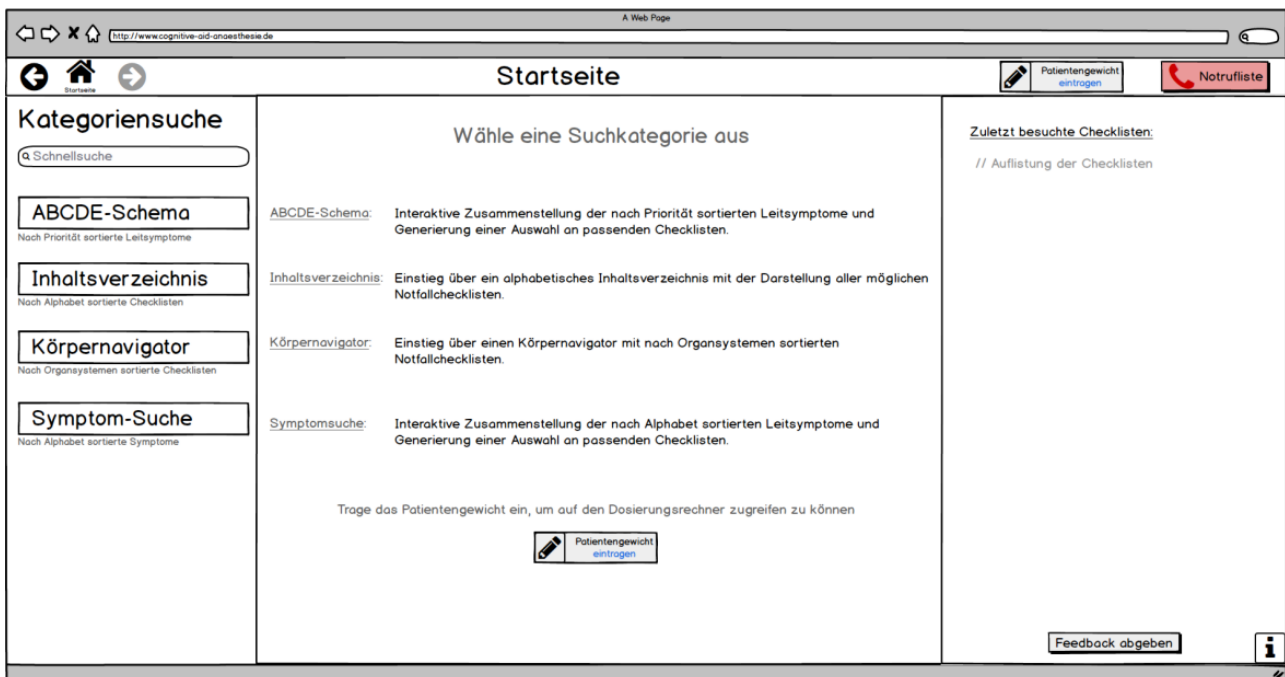 A Web Page
http://www.cognitive-aid-anaesthesie.de
Startseite
Startseite
Patientengewicht
eintragen
Notrufliste
Kategoriensuche
Schnellsuche
ABCDE-Schema
Nach Priorität sortierte Leitsymptome
Inhaltsverzeichnis
Nach Alphabet sortierte Checklisten
Körpernavigator
Nach Organsystemen sortierte Checklisten
Symptom-Suche
Nach Alphabet sortierte Symptome
Wähle eine Suchkategorie aus
ABCDE-Schema: Interaktive Zusammenstellung der nach Priorität sortierten Leitsymptome und
Generierung einer Auswahl an passenden Checklisten.
Inhaltsverzeichnis: Einstieg über ein alphabetisches Inhaltsverzeichnis mit der Darstellung aller möglichen
Notfallchecklisten.
Körpernavigator: Einstieg über einen Körpernavigator mit nach Organsystemen sortierten
Notfallchecklisten.
Symptomsuche: Interaktive Zusammenstellung der nach Alphabet sortierten Leitsymptome und
Generierung einer Auswahl an passenden Checklisten.
Trage das Patientengewicht ein, um auf den Dosierungsrechner zugreifen zu können
Patientengewicht
eintragen
Zuletzt besuchte Checklisten:
// Auflistung der Checklisten
Feedback abgeben
i